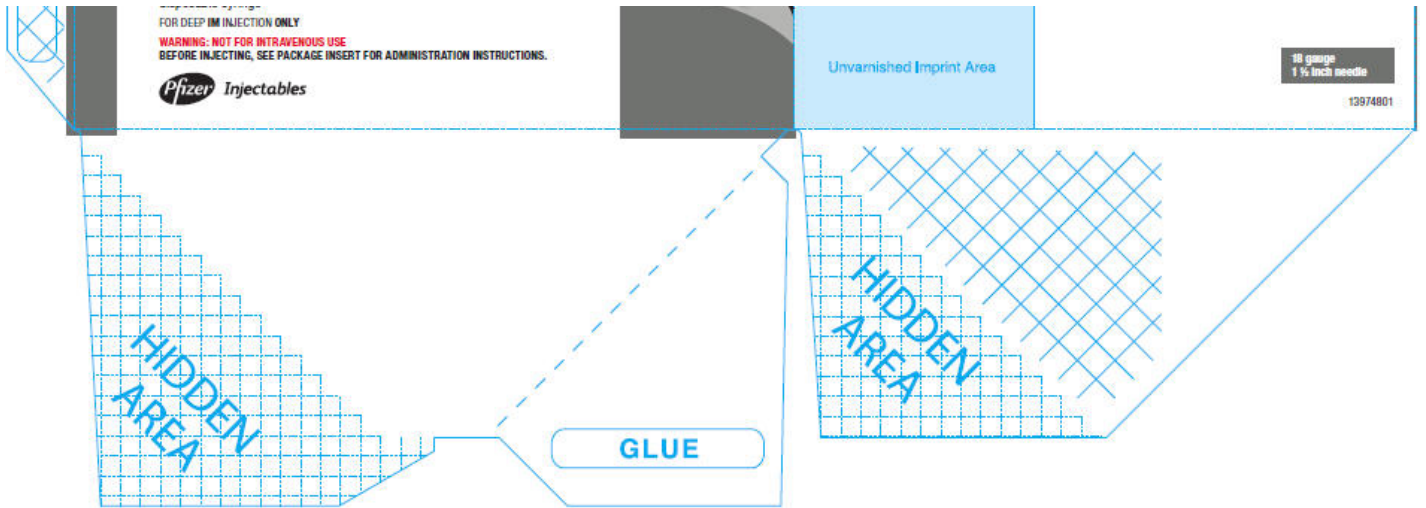 FOR DEEP IM INJECTION ONLY
WARNING: NOT FOR INTRAVENOUS USE
BEFORE INJECTING, SEE PACKAGE INSERT FOR ADMINISTRATION INSTRUCTIONS.
Pfizer Injectables
Unvarnished Imprint Area
18 gauge
1 ½ inch needle
13974801
HIDDEN
AREA
GLUE
HIDDEN
AREA